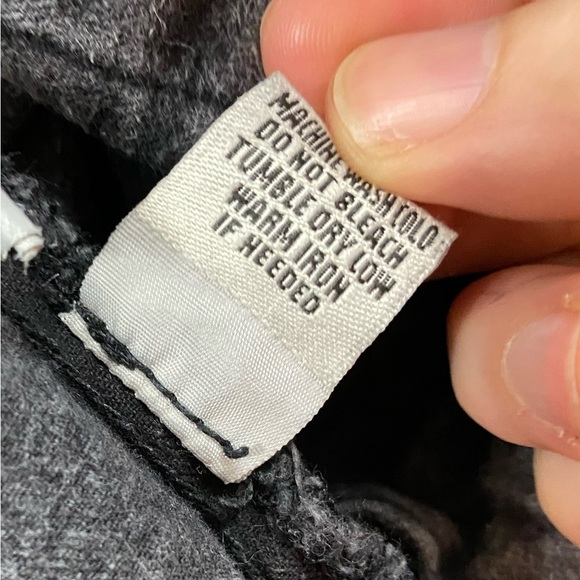 MACHINE WASH COLD
DO NOT BLEACH
TUMBLE DRY LOW
WARM IRON
IF NEEDED